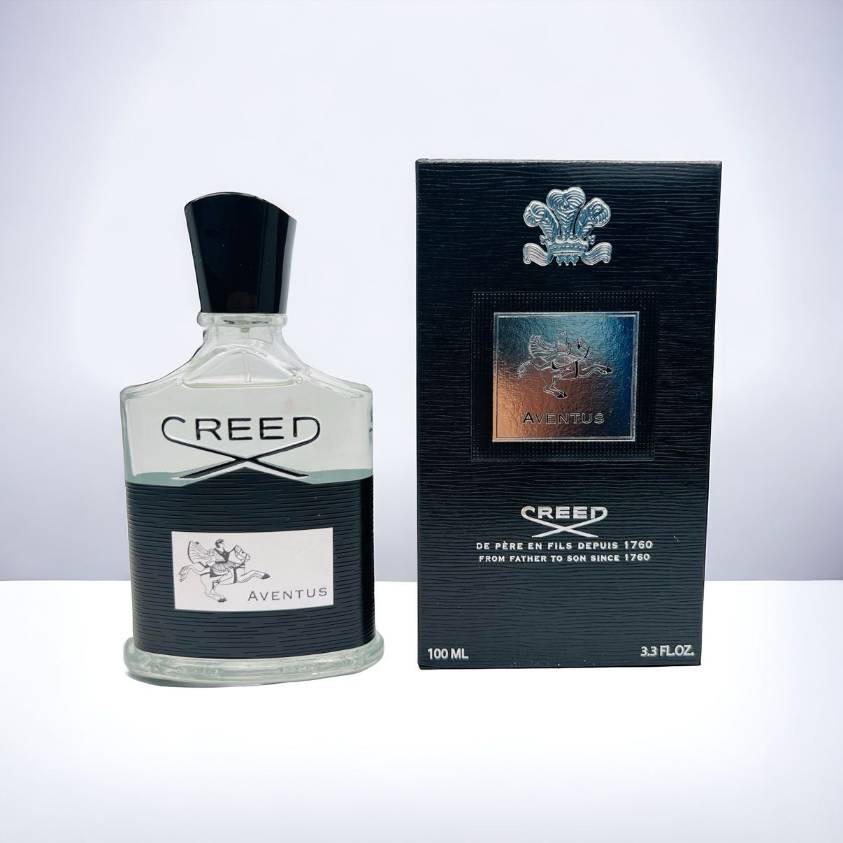 CREED
AVENTUS
AVENTUS
CREED
DE PÈRE EN FILS DEPUIS 1760
FROM FATHER TO SON SINCE 1760
100 ML
3.3 FL.OZ.